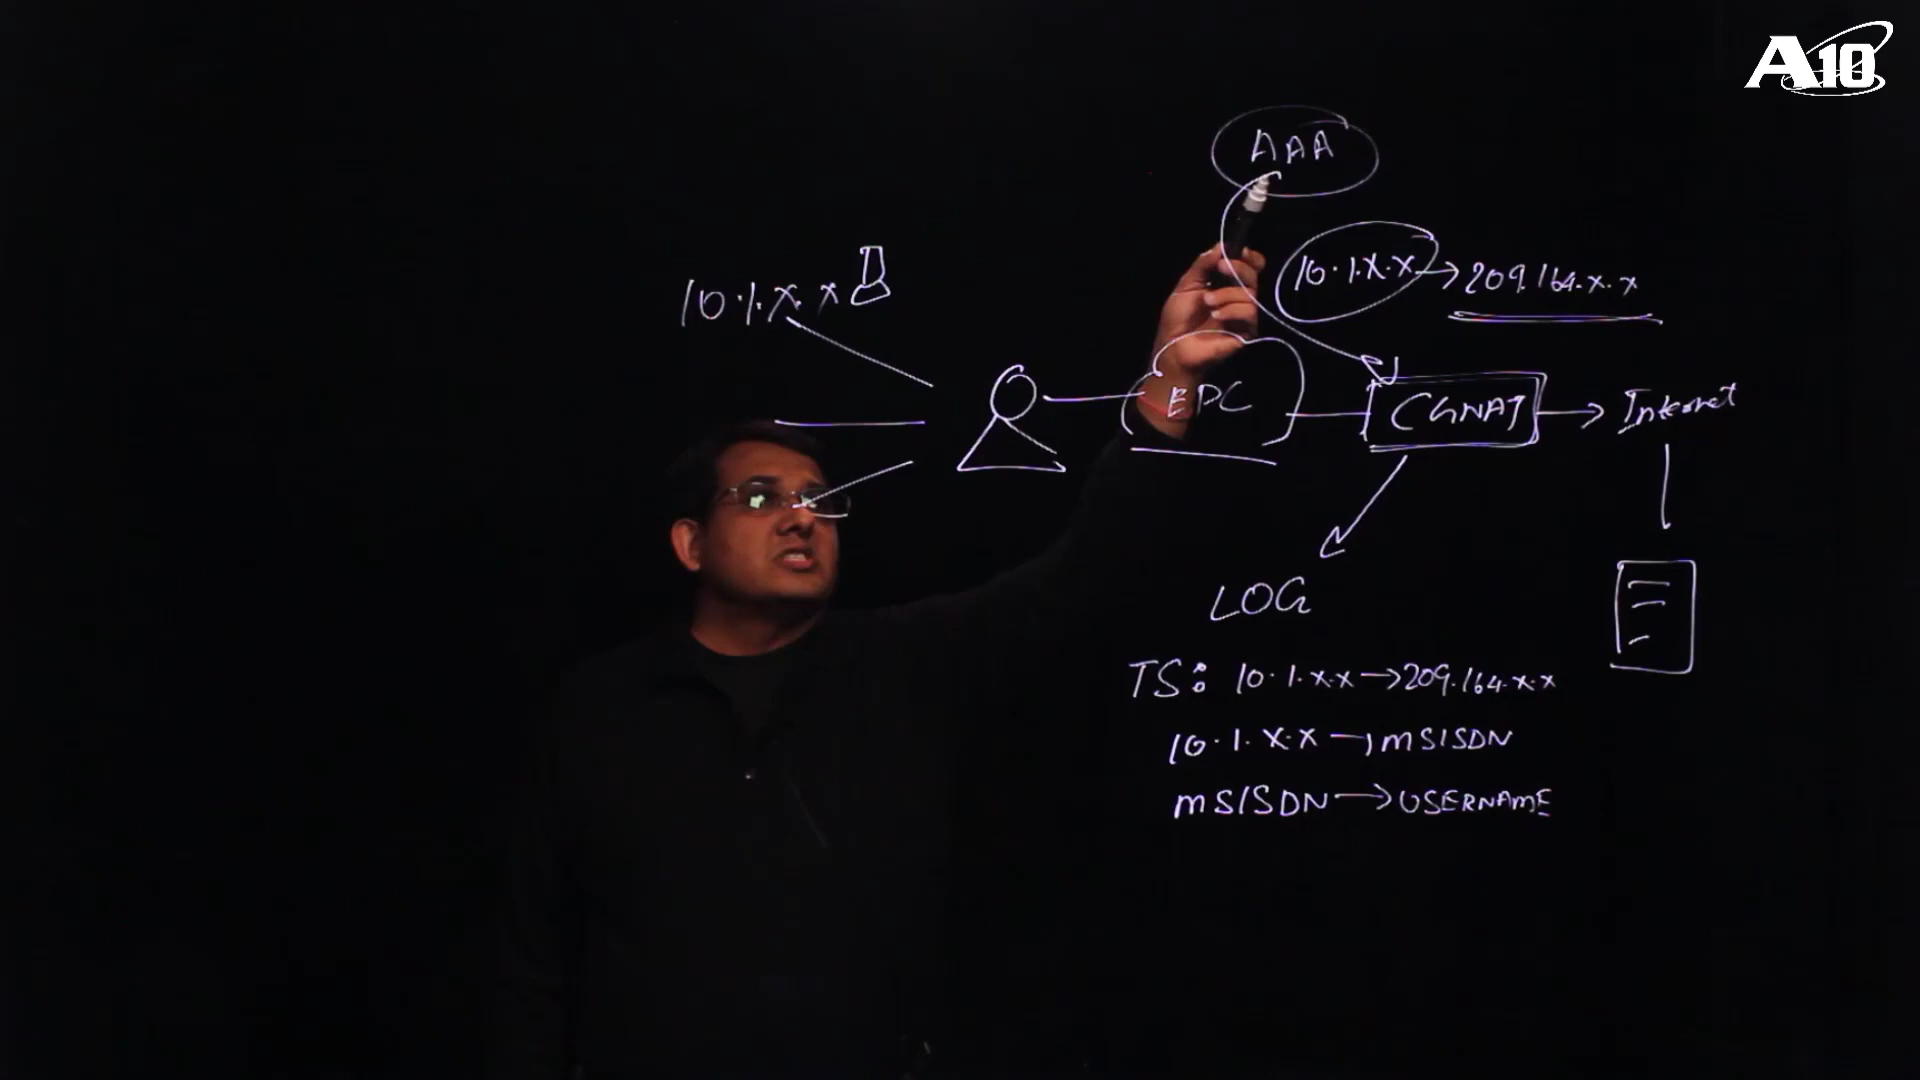 A10
AAA
10.1.x.x
10.1.x.x → 209.164.x.x
EPC
CGNAT
Internet
LOG
TS: 10.1.x.x → 209.164.x.x
10.1.x.x → MSISDN
MSISDN → USERNAME